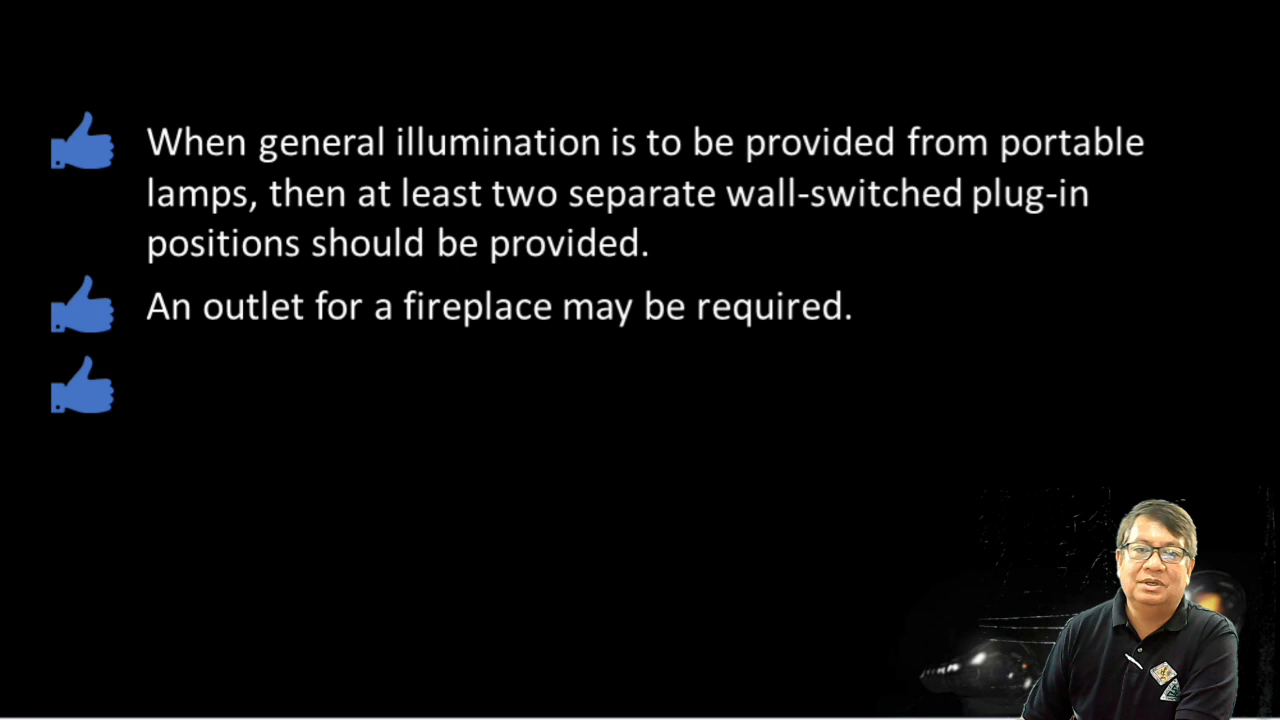 When general illumination is to be provided from portable
lamps, then at least two separate wall-switched plug-in
positions should be provided.
An outlet for a fireplace may be required.